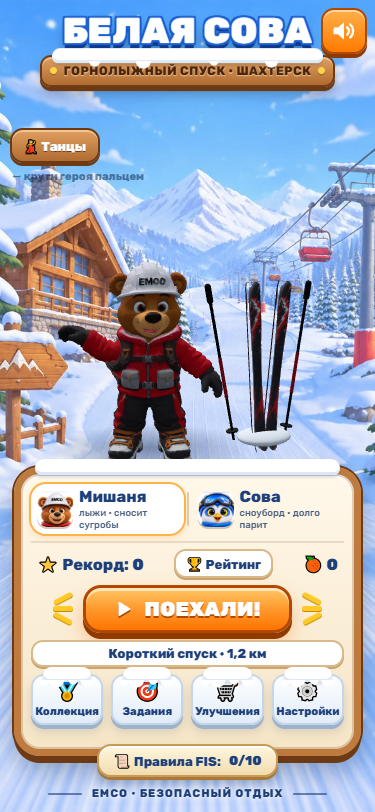 БЕЛАЯ СОВА
ГОРНОЛЫЖНЫЙ СПУСК • ШАХТЕРСК
Танцы
— крути героя пальцем
EMCO
Мишаня
лыжи • сносит
сугробы
Сова
сноуборд • долго
парит
Рекорд: 0
Рейтинг
0
ПОЕХАЛИ!
Короткий спуск • 1,2 км
Коллекция
Задания
Улучшения
Настройки
Правила FIS: 0/10
EMCO • БЕЗОПАСНЫЙ ОТДЫХ